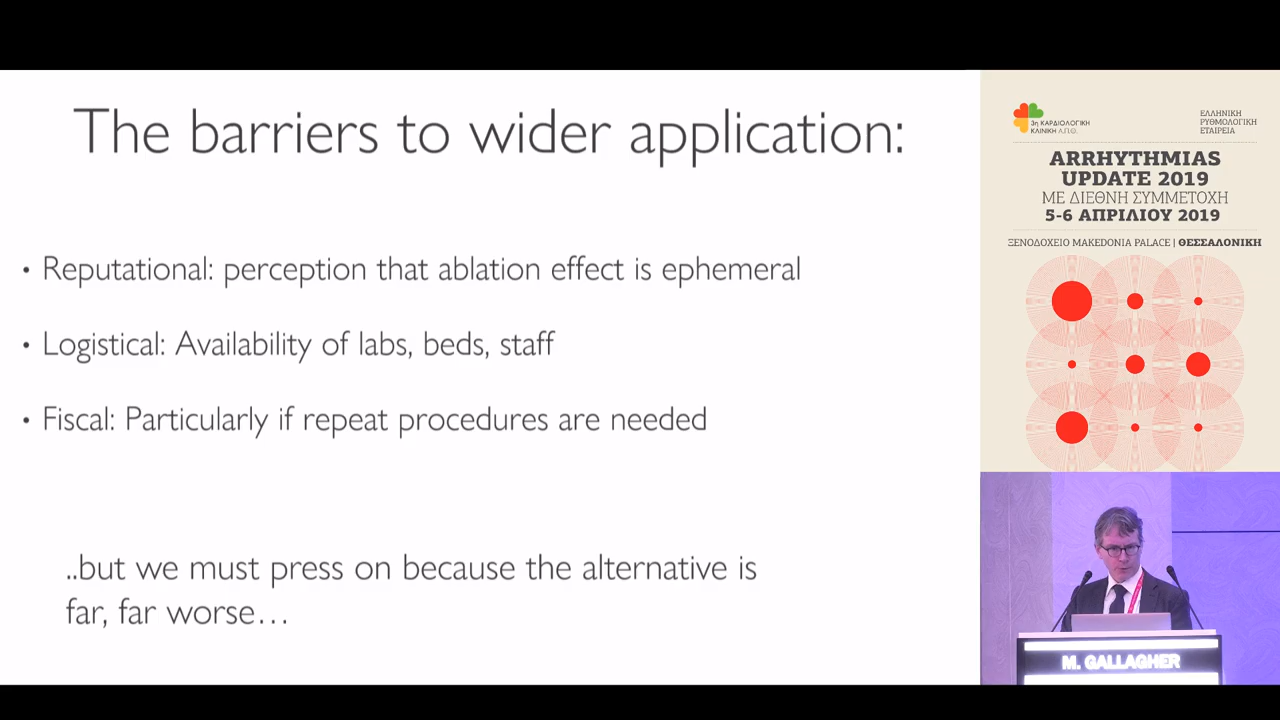 The barriers to wider application:
• Reputational: perception that ablation effect is ephemeral
• Logistical: Availability of labs, beds, staff
• Fiscal: Particularly if repeat procedures are needed
..but we must press on because the alternative is
far, far worse…
3η ΚΑΡΔΙΟΛΟΓΙΚΗ
ΚΛΙΝΙΚΗ Α.Π.Θ.
ΕΛΛΗΝΙΚΗ
ΡΥΘΜΟΛΟΓΙΚΗ
ΕΤΑΙΡΕΙΑ
ARRHYTHMIAS
UPDATE 2019
ΜΕ ΔΙΕΘΝΗ ΣΥΜΜΕΤΟΧΗ
5-6 ΑΠΡΙΛΙΟΥ 2019
ΞΕΝΟΔΟΧΕΙΟ MAKEDONIA PALACE | ΘΕΣΣΑΛΟΝΙΚΗ
M. GALLAGHER